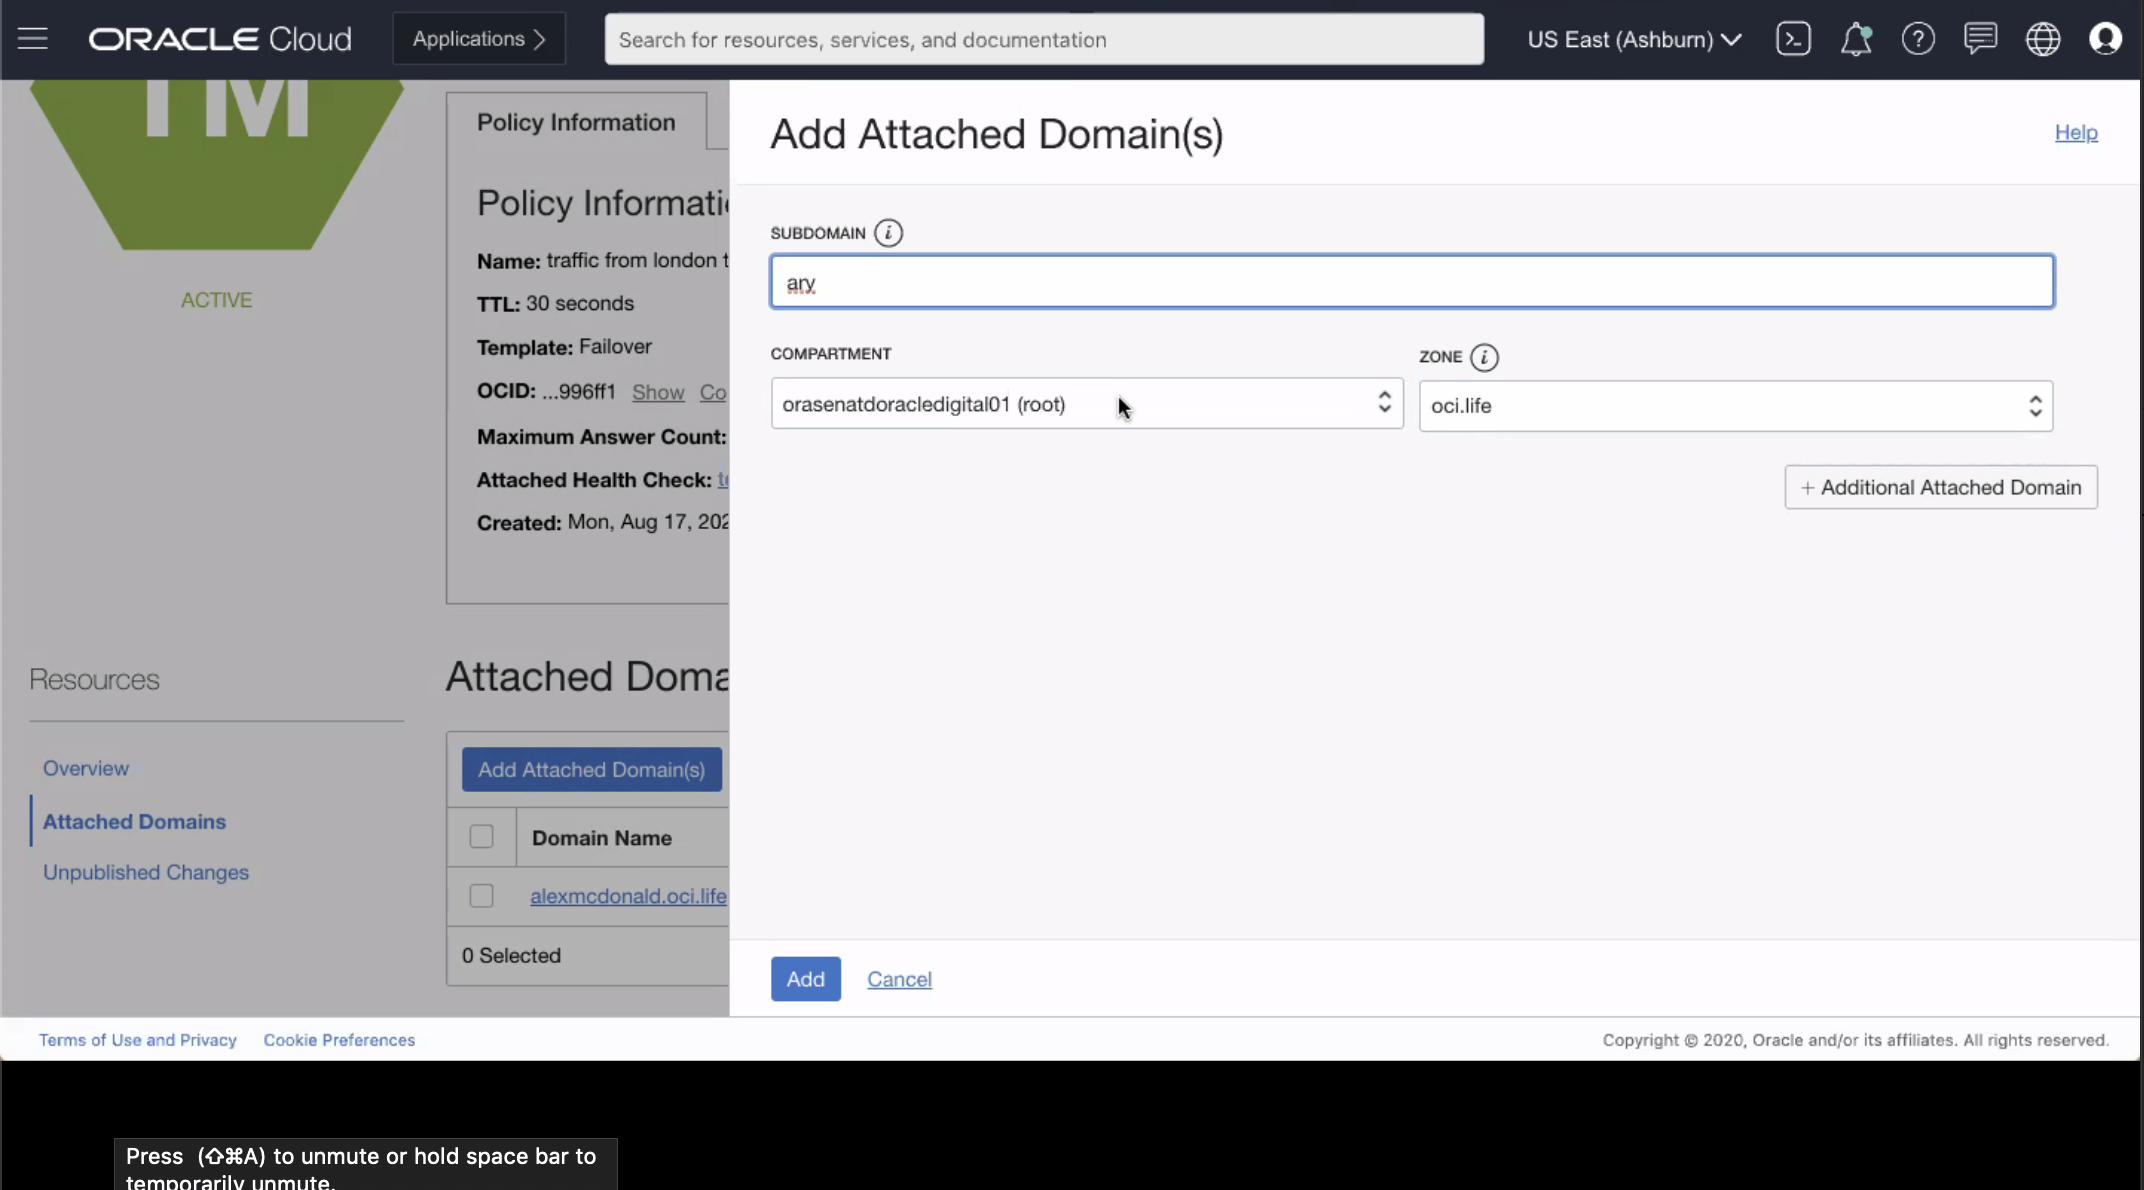 ORACLE Cloud
Applications
Search for resources, services, and documentation
US East (Ashburn)
TM
ACTIVE
Policy Information
Policy Informati
Name: traffic from london t
TTL: 30 seconds
Template: Failover
OCID: ...996ff1 Show Co
Maximum Answer Count:
Attached Health Check: t
Created: Mon, Aug 17, 202
Resources
Overview
Attached Domains
Unpublished Changes
Attached Doma
Add Attached Domain(s)
Domain Name
alexmcdonald.oci.life
0 Selected
Add Attached Domain(s)
Help
SUBDOMAIN i
ary
COMPARTMENT
orasenatdoracledigital01 (root)
ZONE i
oci.life
+ Additional Attached Domain
Add
Cancel
Terms of Use and Privacy
Cookie Preferences
Copyright © 2020, Oracle and/or its affiliates. All rights reserved.
Press (⇧⌘A) to unmute or hold space bar to
temporarily unmute.